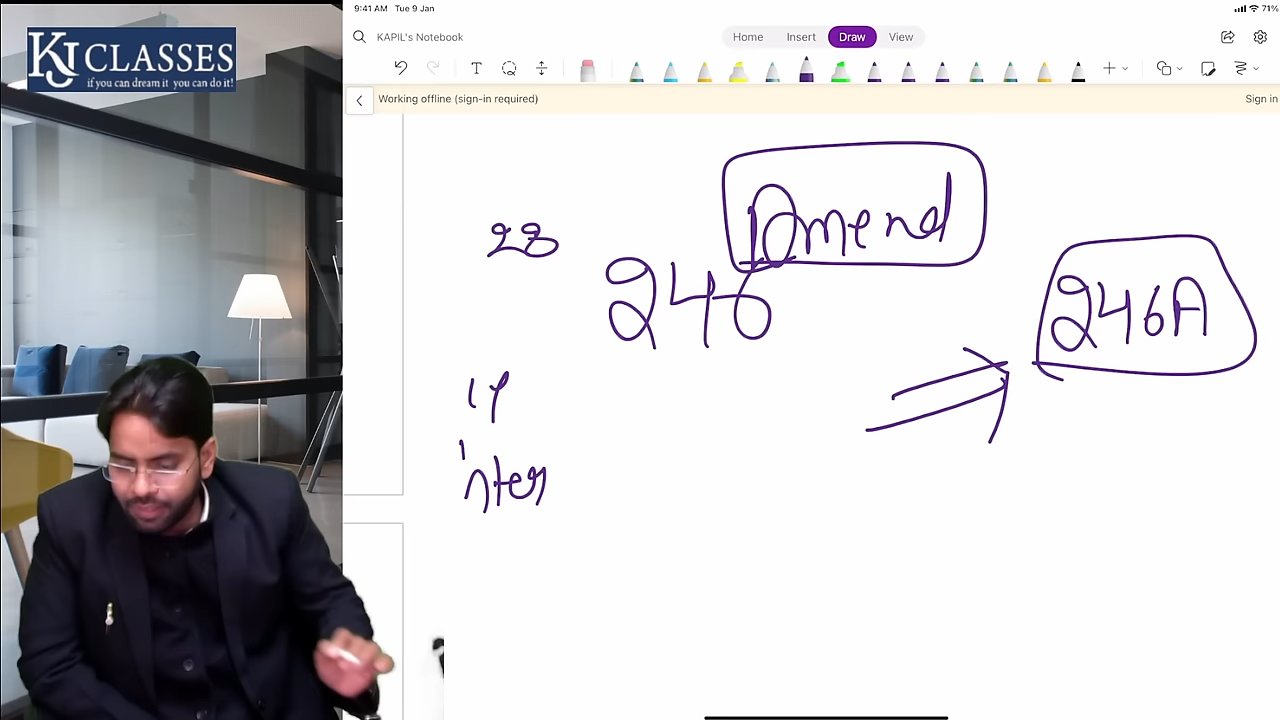 KJ CLASSES
if you can dream it you can do it!
9:41 AM Tue 9 Jan
71%
KAPIL's Notebook
Home Insert Draw View
Working offline (sign-in required)
Sign in
Amend
28
246
246A
inter